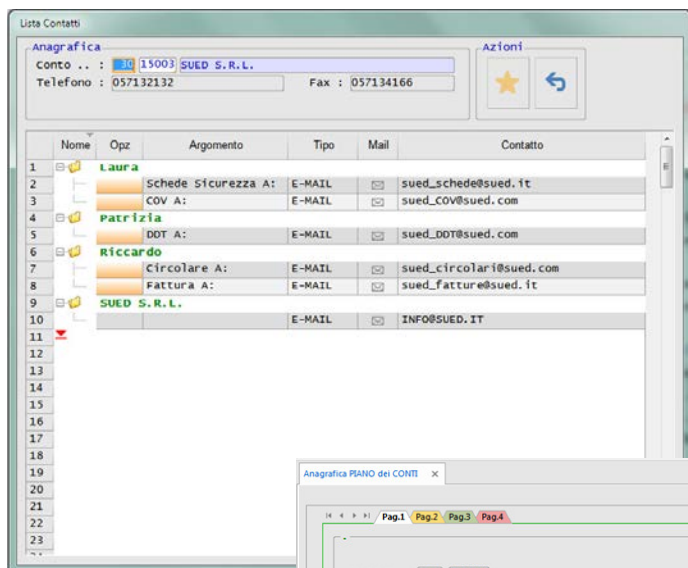 Lista Contatti
Anagrafica
Azioni
Conto .. : 30 15003 SUED S.R.L.
Telefono : 057132132 Fax : 057134166
Nome Opz Argomento Tipo Mail Contatto
1 Laura
2 Schede Sicurezza A: E-MAIL sued_schede@sued.it
3 COV A: E-MAIL sued_COV@sued.com
4 Patrizia
5 DDT A: E-MAIL sued_DDT@sued.com
6 Riccardo
7 Circolare A: E-MAIL sued_circolari@sued.com
8 Fattura A: E-MAIL sued_fatture@sued.it
9 SUED S.R.L.
10 E-MAIL INFO@SUED.IT
11
12
13
14
15
16
17
18
19
20
21
22
23
Anagrafica PIANO dei CONTI ×
Pag.1 Pag.2 Pag.3 Pag.4